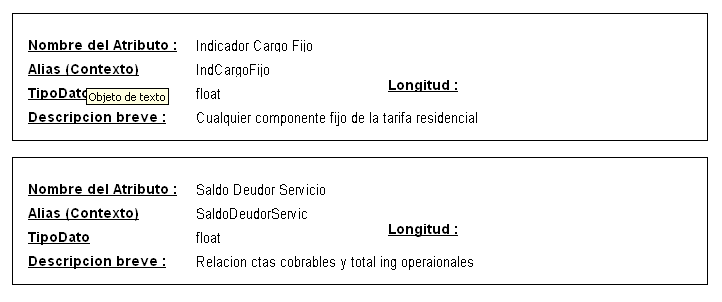 Nombre del Atributo : Indicador Cargo Fijo
Alias (Contexto) IndCargoFijo
TipoDato Objeto de texto float Longitud :
Descripcion breve : Cualquier componente fijo de la tarifa residencial
Nombre del Atributo : Saldo Deudor Servicio
Alias (Contexto) SaldoDeudorServic
TipoDato float Longitud :
Descripcion breve : Relacion ctas cobrables y total ing operaionales